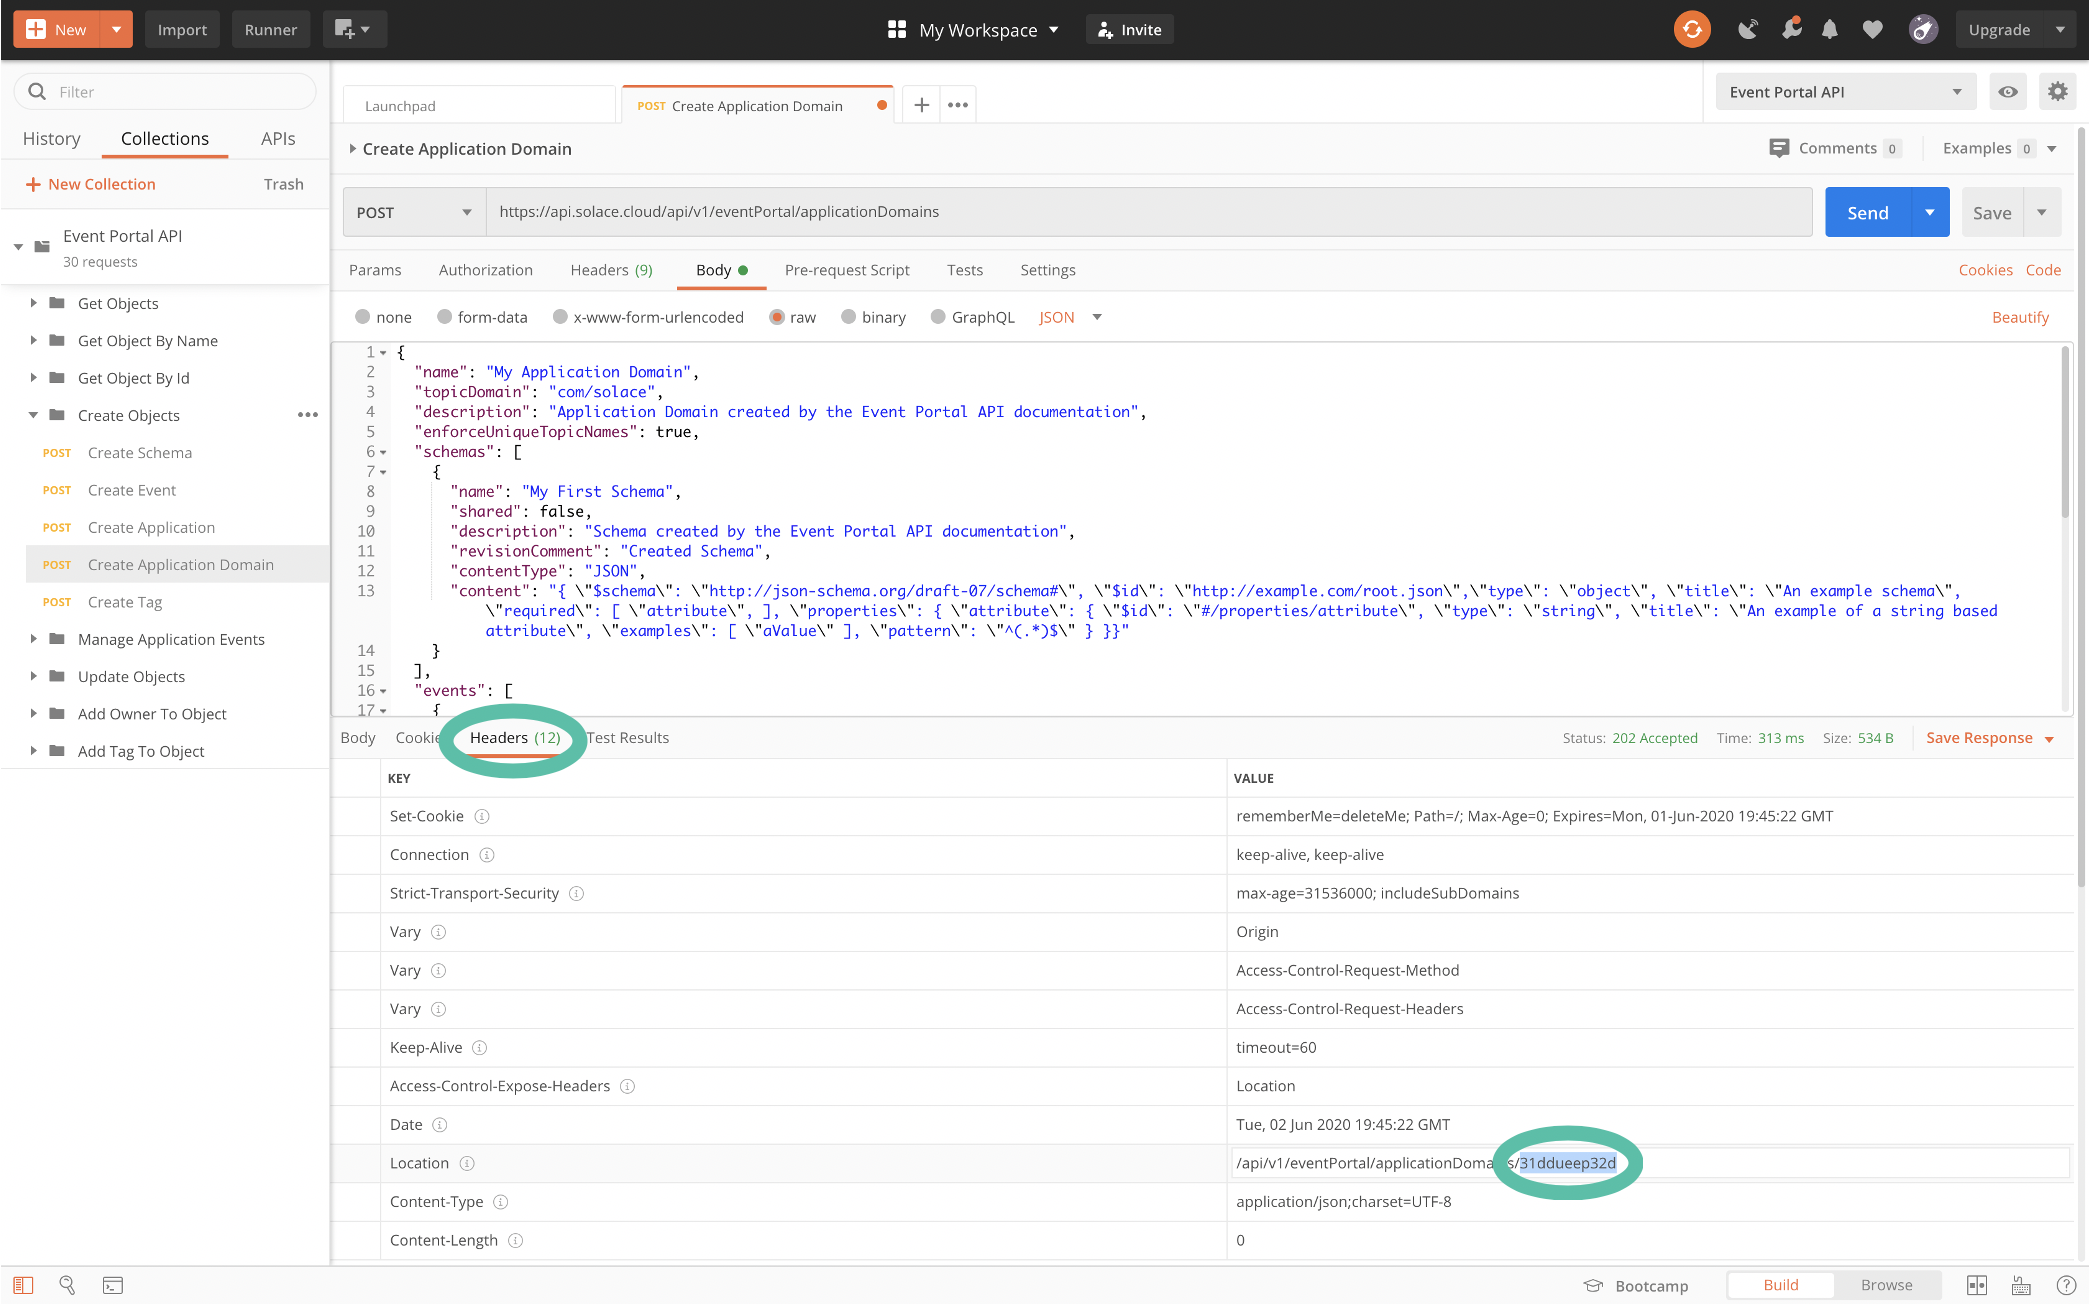 New Import Runner My Workspace Invite Upgrade
Filter
History Collections APIs
New Collection Trash
Event Portal API
30 requests
Get Objects
Get Object By Name
Get Object By Id
Create Objects
POST Create Schema
POST Create Event
POST Create Application
POST Create Application Domain
POST Create Tag
Manage Application Events
Update Objects
Add Owner To Object
Add Tag To Object
Launchpad POST Create Application Domain Event Portal API
Create Application Domain Comments 0 Examples 0
POST https://api.solace.cloud/api/v1/eventPortal/applicationDomains Send Save
Params Authorization Headers (9) Body Pre-request Script Tests Settings Cookies Code
none form-data x-www-form-urlencoded raw binary GraphQL JSON Beautify
1 {
2 "name": "My Application Domain",
3 "topicDomain": "com/solace",
4 "description": "Application Domain created by the Event Portal API documentation",
5 "enforceUniqueTopicNames": true,
6 "schemas": [
7 {
8 "name": "My First Schema",
9 "shared": false,
10 "description": "Schema created by the Event Portal API documentation",
11 "revisionComment": "Created Schema",
12 "contentType": "JSON",
13 "content": "{ \"$schema\": \"http://json-schema.org/draft-07/schema#\", \"$id\": \"http://example.com/root.json\",\"type\": \"object\", \"title\": \"An example schema\",
\"required\": [ \"attribute\", ], \"properties\": { \"attribute\": { \"$id\": \"#/properties/attribute\", \"type\": \"string\", \"title\": \"An example of a string based
attribute\", \"examples\": [ \"aValue\" ], \"pattern\": \"^(.*)$\" } }}"
14 }
15 ],
16 "events": [
17 {
Body Cookie Headers (12) Test Results Status: 202 Accepted Time: 313 ms Size: 534 B Save Response
KEY VALUE
Set-Cookie rememberMe=deleteMe; Path=/; Max-Age=0; Expires=Mon, 01-Jun-2020 19:45:22 GMT
Connection keep-alive, keep-alive
Strict-Transport-Security max-age=31536000; includeSubDomains
Vary Origin
Vary Access-Control-Request-Method
Vary Access-Control-Request-Headers
Keep-Alive timeout=60
Access-Control-Expose-Headers Location
Date Tue, 02 Jun 2020 19:45:22 GMT
Location /api/v1/eventPortal/applicationDomains/31ddueep32d
Content-Type application/json;charset=UTF-8
Content-Length 0
Bootcamp Build Browse